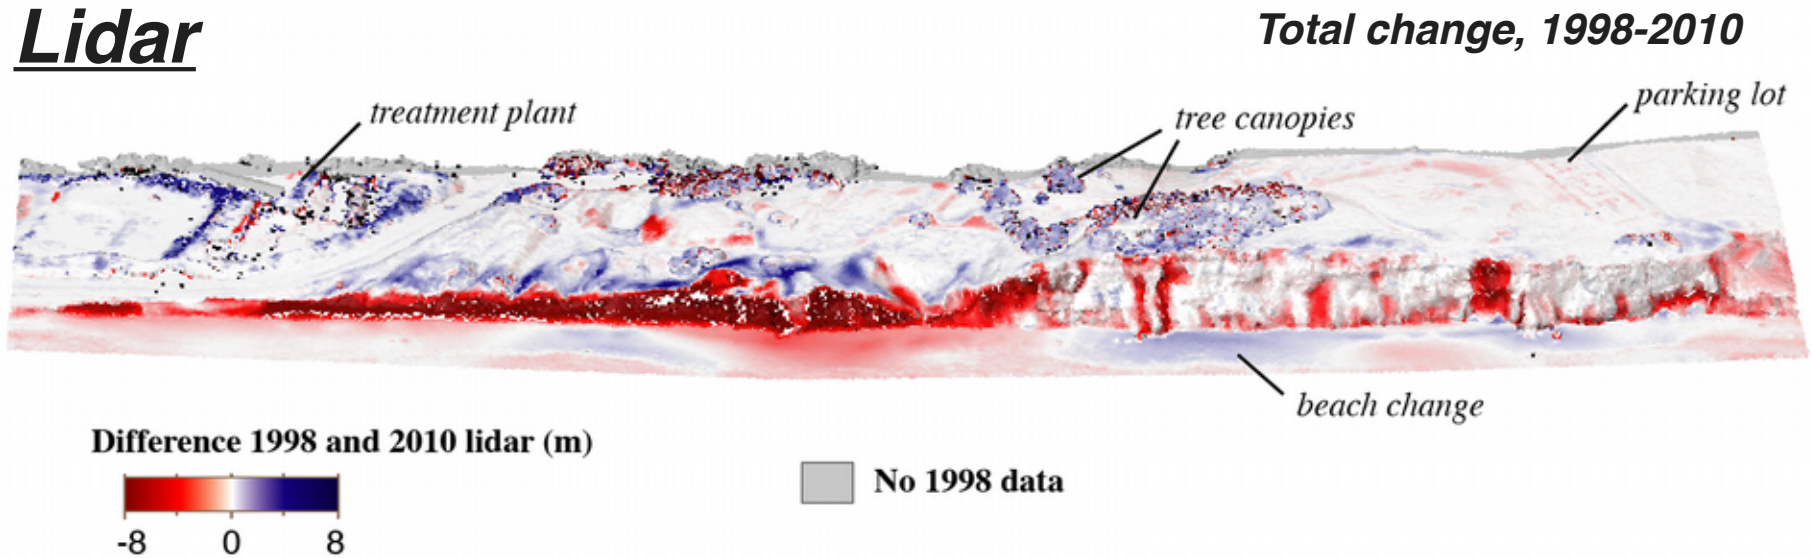 Lidar
Total change, 1998-2010
treatment plant
tree canopies
parking lot
beach change
Difference 1998 and 2010 lidar (m)
-8 0 8
No 1998 data